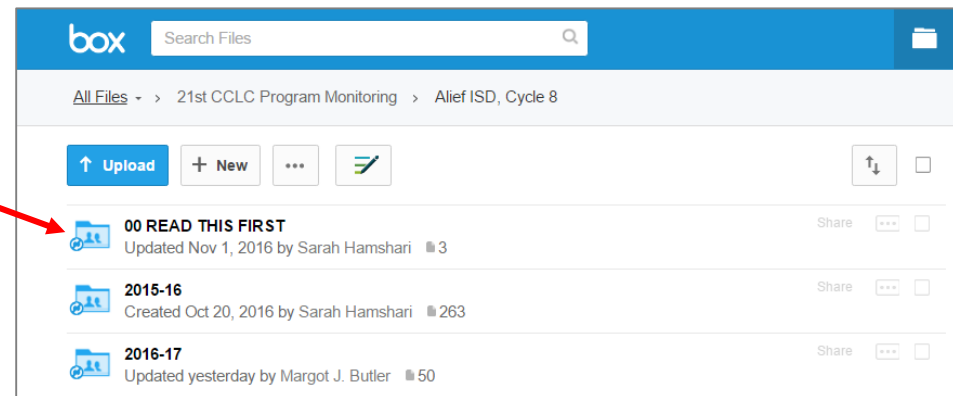 box Search Files
All Files > 21st CCLC Program Monitoring > Alief ISD, Cycle 8
Upload + New •••
00 READ THIS FIRST Share •••
Updated Nov 1, 2016 by Sarah Hamshari 3
2015-16 Share •••
Created Oct 20, 2016 by Sarah Hamshari 263
2016-17 Share •••
Updated yesterday by Margot J. Butler 50